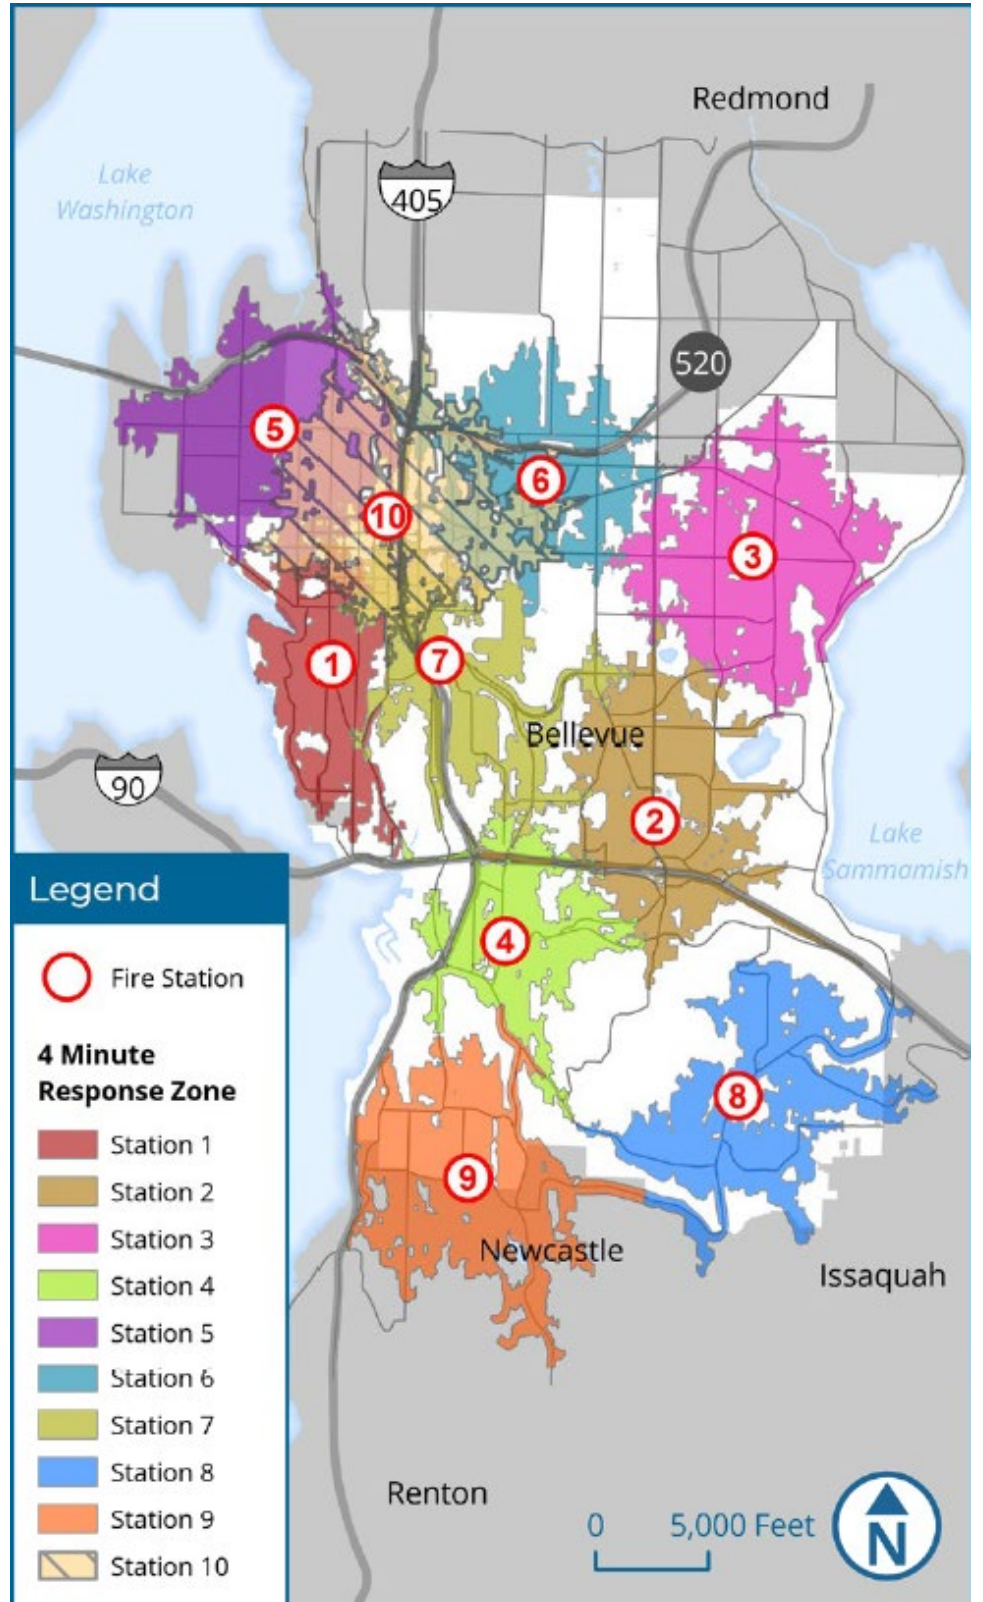 Redmond
Lake
Washington
405
520
5
6
10
3
1
7
Bellevue
90
2
Lake
Sammamish
Legend
4
Fire Station
4 Minute
Response Zone
8
Station 1
9
Station 2
Newcastle
Station 3
Issaquah
Station 4
Station 5
Station 6
Station 7
Station 8
Renton
Station 9
0 5,000 Feet
N
Station 10